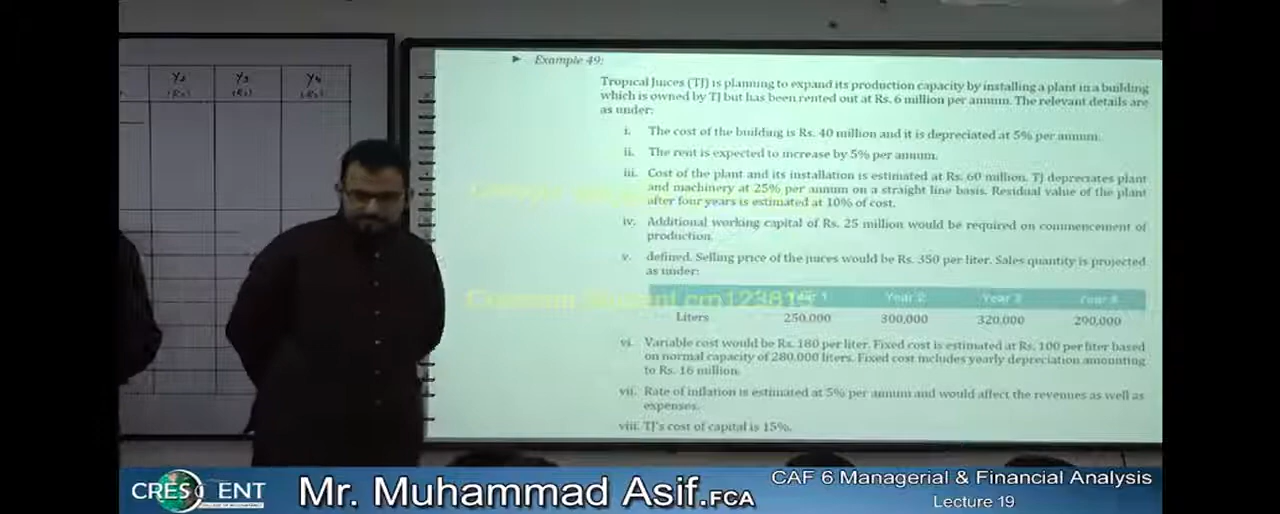 Y2 Y3 Y4
(Rs) (Rs) (Rs)
► Example 49:
Tropical Juices (TJ) is planning to expand its production capacity by installing a plant in a building
which is owned by TJ but has been rented out at Rs. 6 million per annum. The relevant details are
as under:
i. The cost of the building is Rs. 40 million and it is depreciated at 5% per annum.
ii. The rent is expected to increase by 5% per annum.
iii. Cost of the plant and its installation is estimated at Rs. 60 million. TJ depreciates plant
and machinery at 25% per annum on a straight line basis. Residual value of the plant
after four years is estimated at 10% of cost.
iv. Additional working capital of Rs. 25 million would be required on commencement of
production.
v. defined. Selling price of the juices would be Rs. 350 per liter. Sales quantity is projected
as under:
Year 1 Year 2 Year 3 Year 4
Liters 250,000 300,000 320,000 290,000
vi. Variable cost would be Rs. 180 per liter. Fixed cost is estimated at Rs. 100 per liter based
on normal capacity of 280,000 liters. Fixed cost includes yearly depreciation amounting
to Rs. 16 million.
vii. Rate of inflation is estimated at 5% per annum and would affect the revenues as well as
expenses.
viii. TJ's cost of capital is 15%.
crp123815
CRESCENT
COLLEGE OF ACCOUNTANCY
Mr. Muhammad Asif.FCA
CAF 6 Managerial & Financial Analysis
Lecture 19